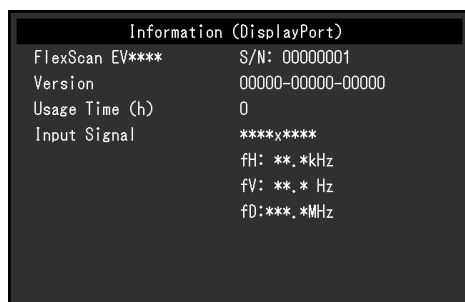 Information (DisplayPort)
FlexScan EV**** S/N: 00000001
Version 00000-00000-00000
Usage Time (h) 0
Input Signal ****x****
fH: **.*kHz
fV: **.* Hz
fD:***.*MHz